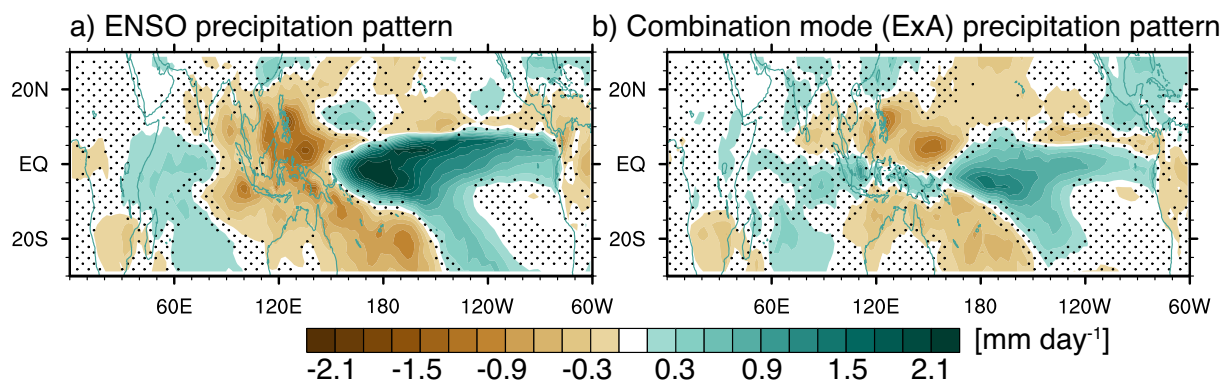 a) ENSO precipitation pattern
b) Combination mode (ExA) precipitation pattern
20N
EQ
20S
60E 120E 180 120W 60W
20N
EQ
20S
60E 120E 180 120W 60W
-2.1 -1.5 -0.9 -0.3 0.3 0.9 1.5 2.1
[mm day-1]